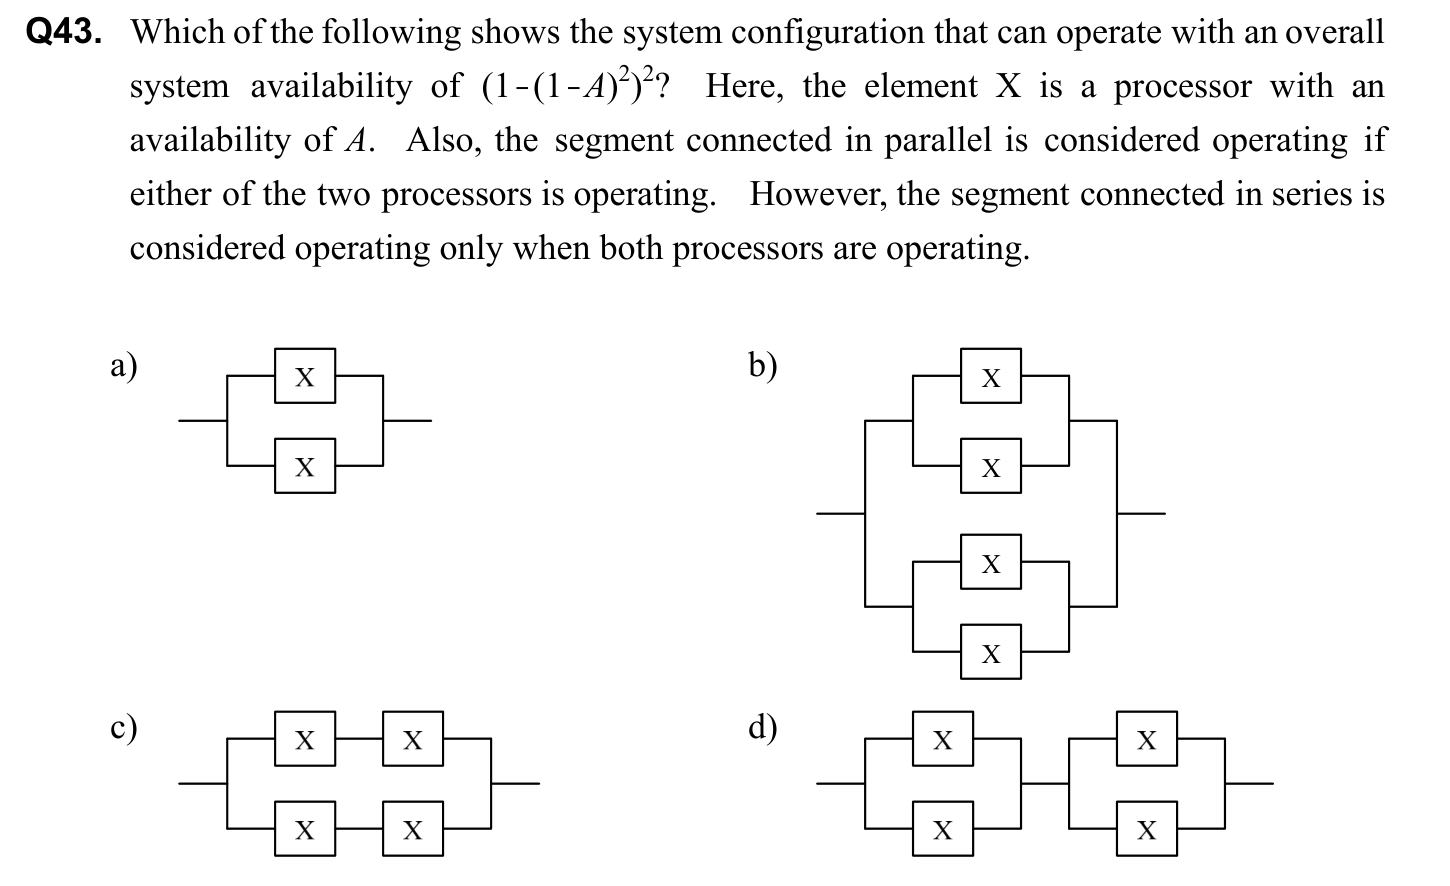 Q43. Which of the following shows the system configuration that can operate with an overall
system availability of (1-(1-A)²)²? Here, the element X is a processor with an
availability of A. Also, the segment connected in parallel is considered operating if
either of the two processors is operating. However, the segment connected in series is
considered operating only when both processors are operating.
a)
X
X
b)
X
X
X
X
c)
X X
X X
d)
X X
X X